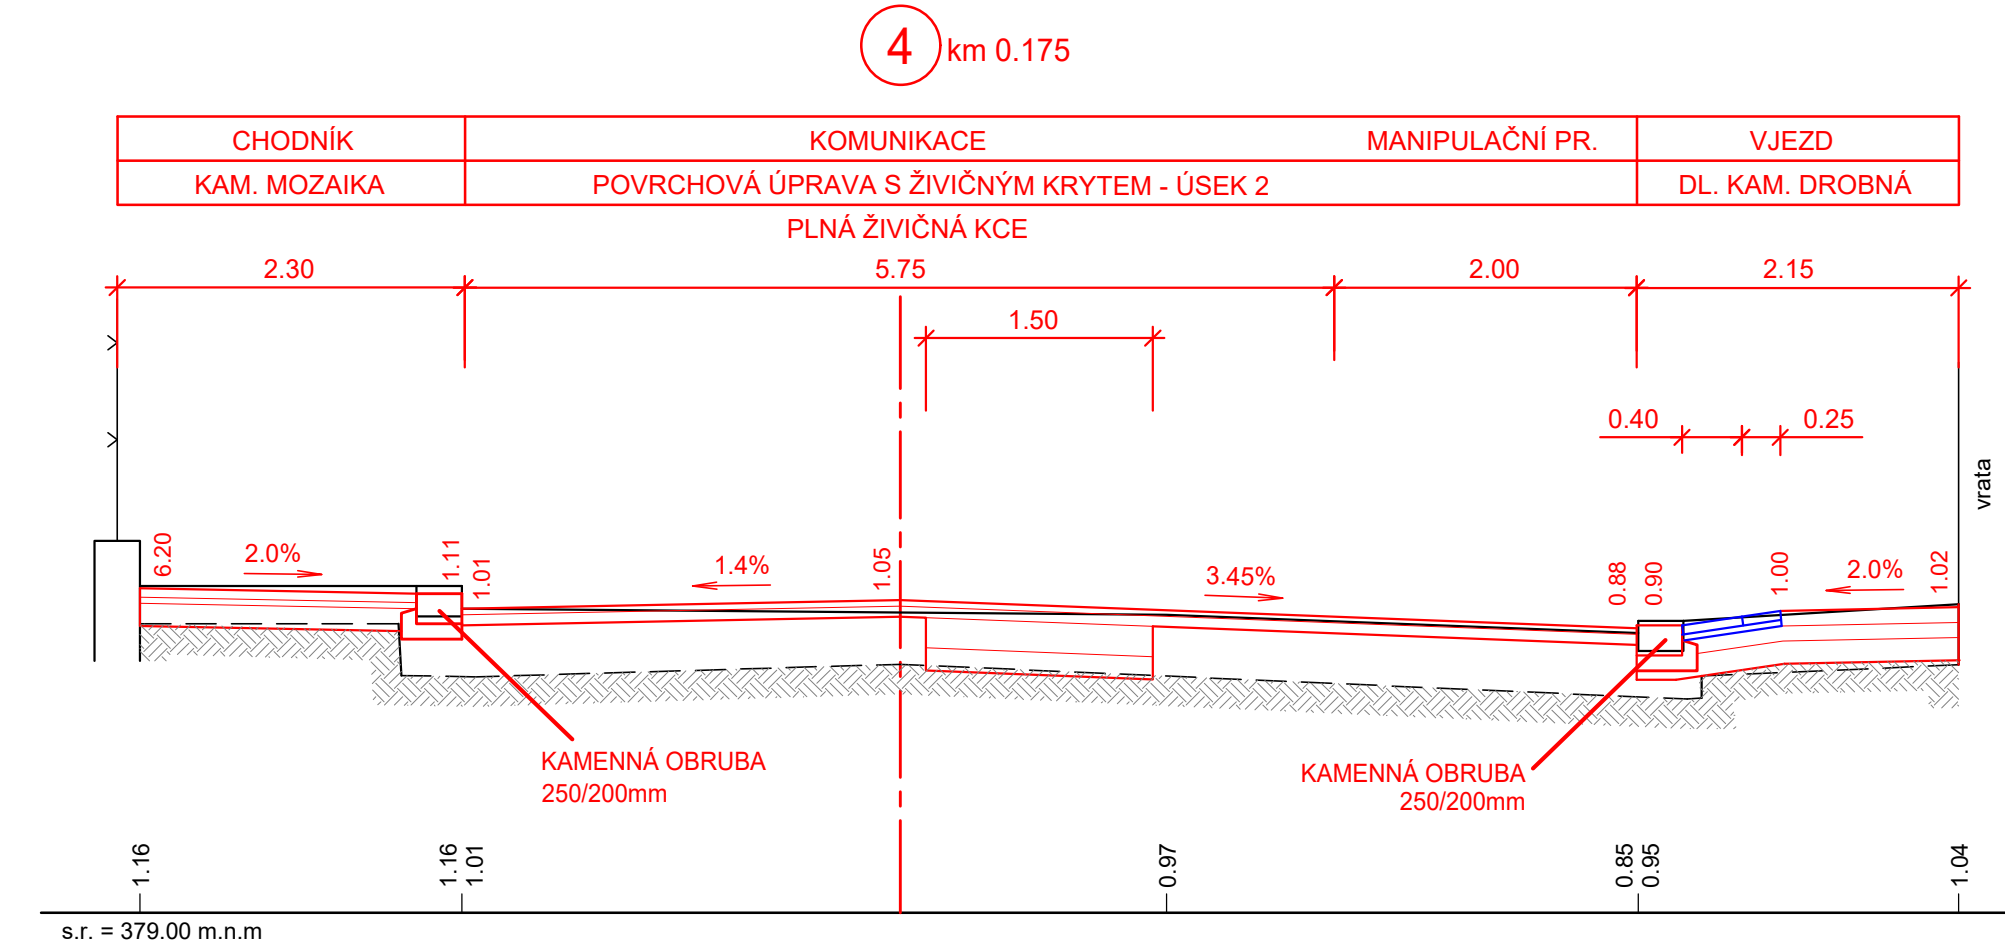 4 km 0.175
CHODNÍK KOMUNIKACE MANIPULAČNÍ PR. VJEZD
KAM. MOZAIKA POVRCHOVÁ ÚPRAVA S ŽIVIČNÝM KRYTEM - ÚSEK 2 DL. KAM. DROBNÁ
PLNÁ ŽIVIČNÁ KCE
2.30 5.75 2.00 2.15
1.50
0.40 0.25
vrata
6.20 2.0% 1.11 1.01 1.4% 1.05 3.45% 0.88 0.90 1.00 2.0% 1.02
KAMENNÁ OBRUBA
250/200mm
KAMENNÁ OBRUBA
250/200mm
1.16 1.16 1.01 0.97 0.85 0.95 1.04
s.r. = 379.00 m.n.m